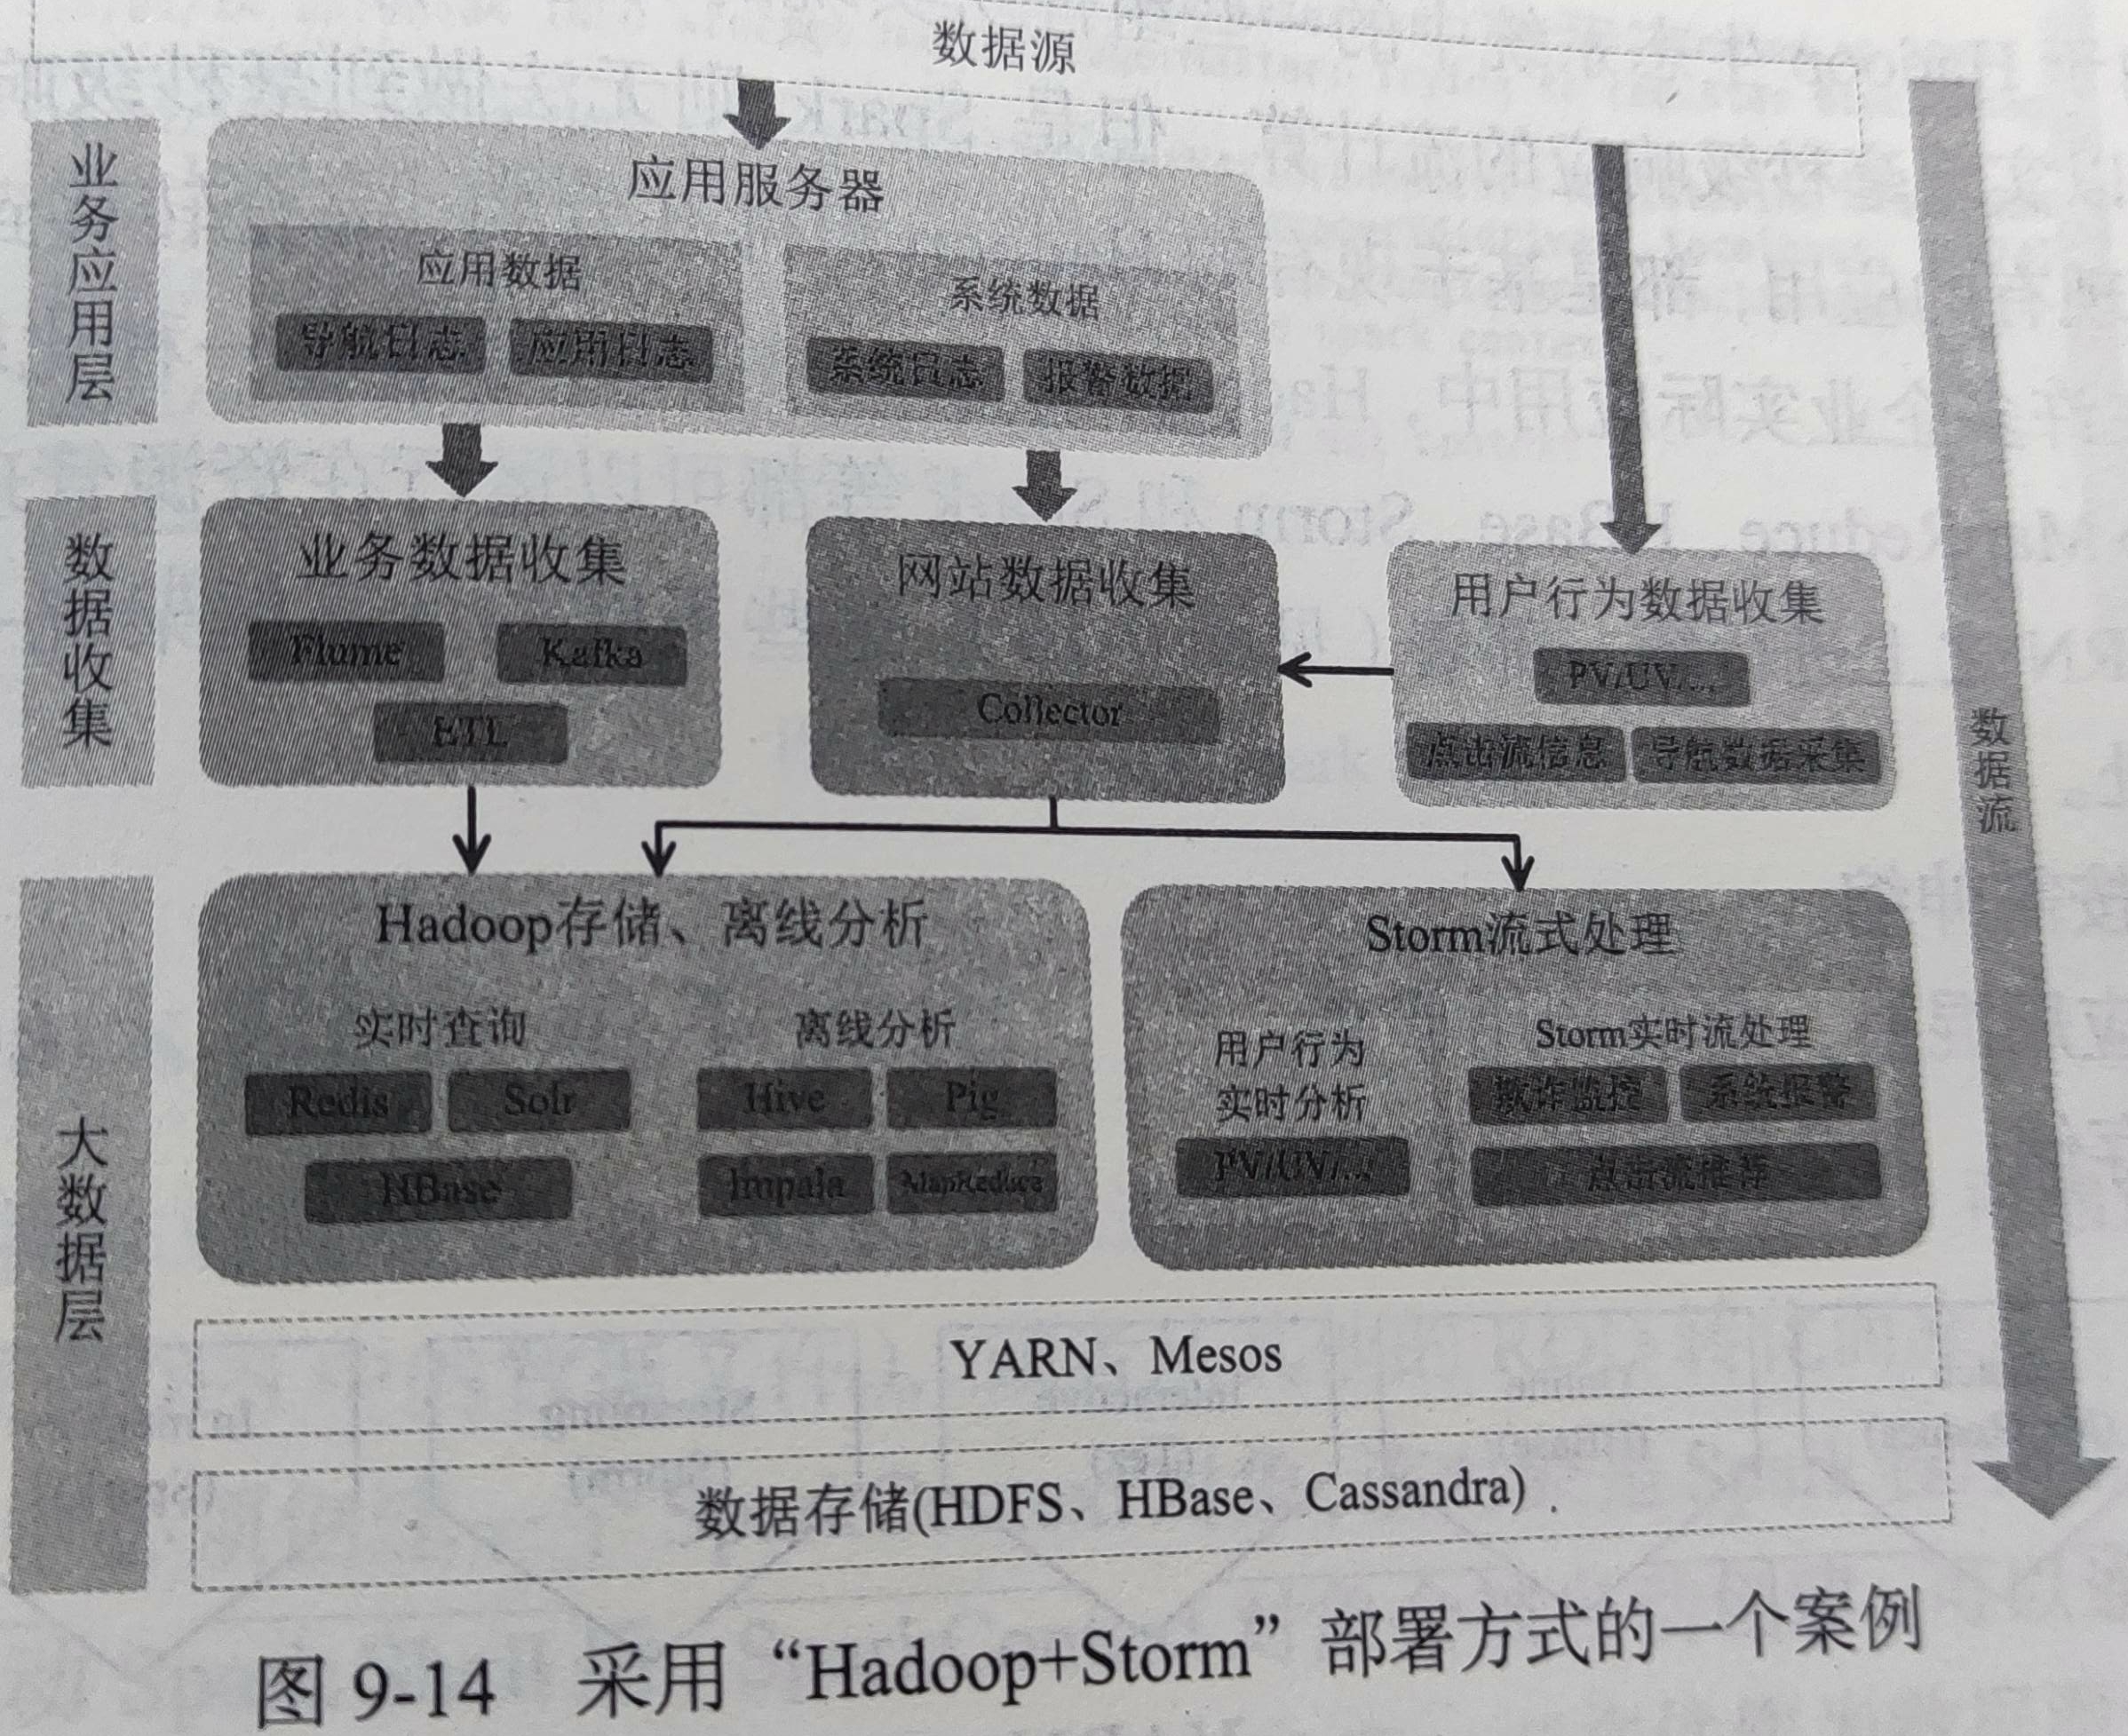 数据源
业务应用层
应用服务器
应用数据
系统数据
导航日志
应用日志
系统日志
报警数据
数据收集
业务数据收集
Flume
Kafka
ETL
网站数据收集
Collector
用户行为数据收集
PV/UV/...
点击流信息
导航数据采集
数据流
大数据层
Hadoop存储、离线分析
实时查询
Redis
Solr
HBase
离线分析
Hive
Pig
Impala
MapReduce
Storm流式处理
用户行为
实时分析
PV/UV/...
Storm实时流处理
欺诈监控
系统报警
点击流推荐
YARN、Mesos
数据存储(HDFS、HBase、Cassandra)
图 9-14 采用“Hadoop+Storm”部署方式的一个案例